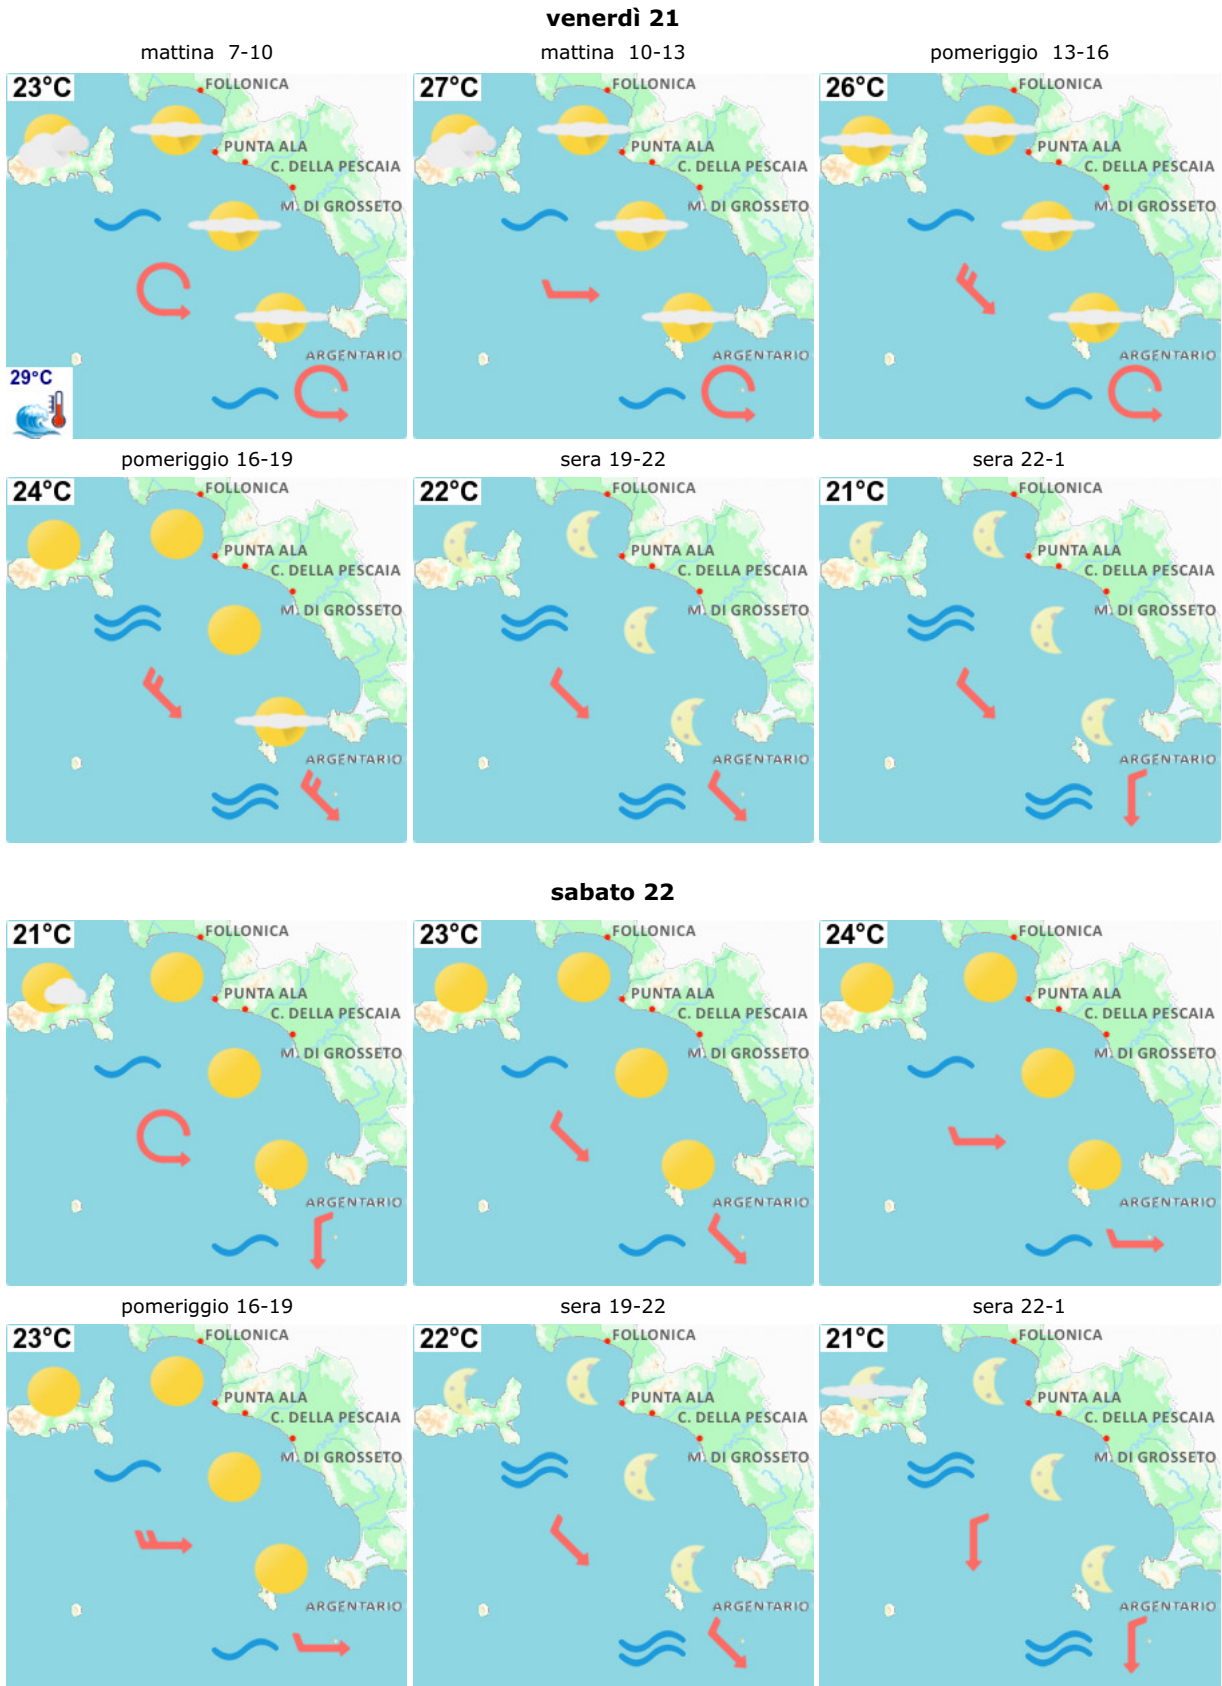 venerdì 21
mattina 7-10
mattina 10-13
pomeriggio 13-16
23°C
FOLLONICA
PUNTA ALA
C. DELLA PESCAIA
M. DI GROSSETO
ARGENTARIO
29°C
27°C
FOLLONICA
PUNTA ALA
C. DELLA PESCAIA
M. DI GROSSETO
ARGENTARIO
26°C
FOLLONICA
PUNTA ALA
C. DELLA PESCAIA
M. DI GROSSETO
ARGENTARIO
pomeriggio 16-19
sera 19-22
sera 22-1
24°C
FOLLONICA
PUNTA ALA
C. DELLA PESCAIA
M. DI GROSSETO
ARGENTARIO
22°C
FOLLONICA
PUNTA ALA
C. DELLA PESCAIA
M. DI GROSSETO
ARGENTARIO
21°C
FOLLONICA
PUNTA ALA
C. DELLA PESCAIA
M. DI GROSSETO
ARGENTARIO
sabato 22
21°C
FOLLONICA
PUNTA ALA
C. DELLA PESCAIA
M. DI GROSSETO
ARGENTARIO
23°C
FOLLONICA
PUNTA ALA
C. DELLA PESCAIA
M. DI GROSSETO
ARGENTARIO
24°C
FOLLONICA
PUNTA ALA
C. DELLA PESCAIA
M. DI GROSSETO
ARGENTARIO
pomeriggio 16-19
sera 19-22
sera 22-1
23°C
FOLLONICA
PUNTA ALA
C. DELLA PESCAIA
M. DI GROSSETO
ARGENTARIO
22°C
FOLLONICA
PUNTA ALA
C. DELLA PESCAIA
M. DI GROSSETO
ARGENTARIO
21°C
FOLLONICA
PUNTA ALA
C. DELLA PESCAIA
M. DI GROSSETO
ARGENTARIO